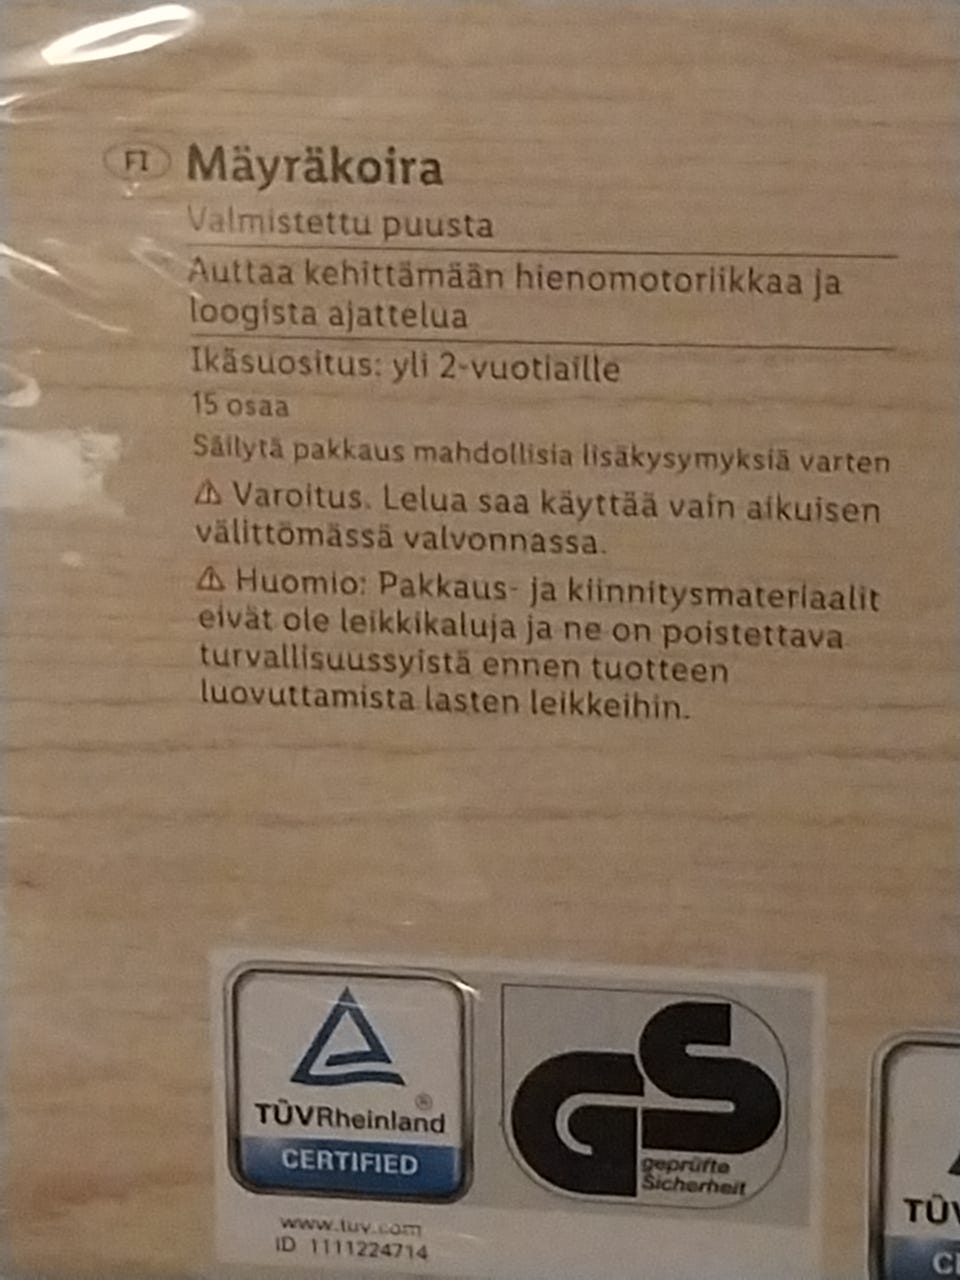 FI Mäyräkoira
Valmistettu puusta
Auttaa kehittämään hienomotoriikkaa ja
loogista ajattelua
Ikäsuositus: yli 2-vuotiaille
15 osaa
Säilytä pakkaus mahdollisia lisäkysymyksiä varten
⚠ Varoitus. Lelua saa käyttää vain aikuisen
välittömässä valvonnassa.
⚠ Huomio: Pakkaus- ja kiinnitysmateriaalit
eivät ole leikkikaluja ja ne on poistettava
turvallisuussyistä ennen tuotteen
luovuttamista lasten leikkeihin.
®
TÜVRheinland
CERTIFIED
www.tuv.com
ID 1111224714
GS
geprüfte
Sicherheit
TÜV
CE